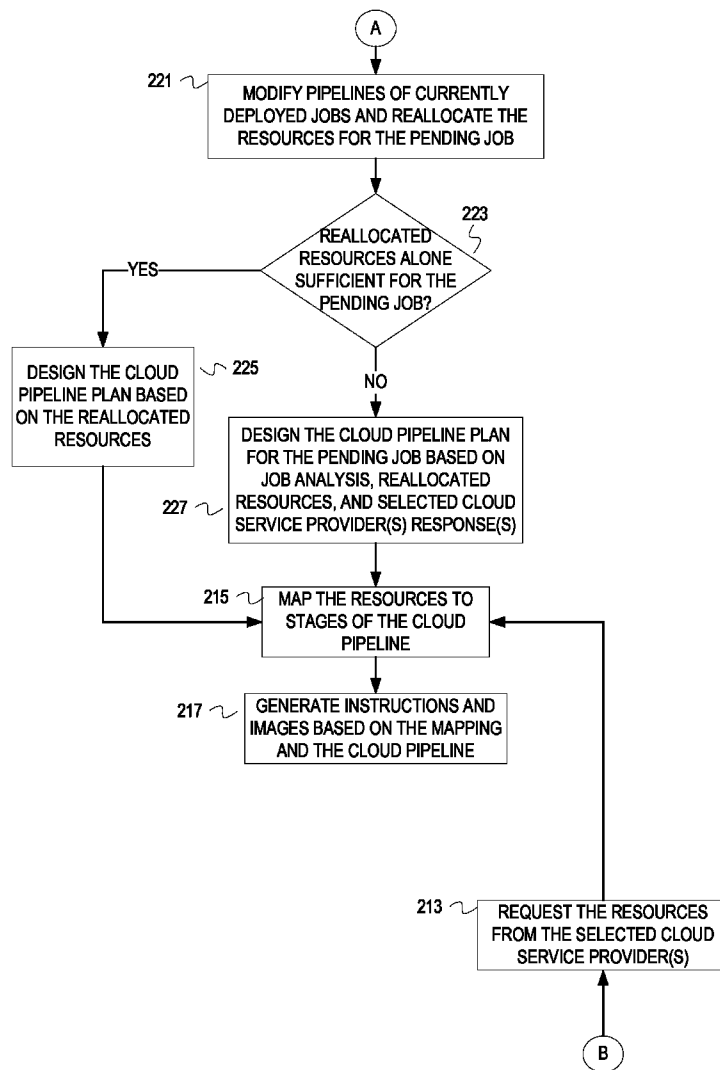 A
221
MODIFY PIPELINES OF CURRENTLY
DEPLOYED JOBS AND REALLOCATE THE
RESOURCES FOR THE PENDING JOB
223
REALLOCATED
RESOURCES ALONE
SUFFICIENT FOR THE
PENDING JOB?
YES
225
DESIGN THE CLOUD
PIPELINE PLAN BASED
ON THE REALLOCATED
RESOURCES
NO
227
DESIGN THE CLOUD PIPELINE PLAN
FOR THE PENDING JOB BASED ON
JOB ANALYSIS, REALLOCATED
RESOURCES, AND SELECTED CLOUD
SERVICE PROVIDER(S) RESPONSE(S)
215
MAP THE RESOURCES TO
STAGES OF THE CLOUD
PIPELINE
217
GENERATE INSTRUCTIONS AND
IMAGES BASED ON THE MAPPING
AND THE CLOUD PIPELINE
213
REQUEST THE RESOURCES
FROM THE SELECTED CLOUD
SERVICE PROVIDER(S)
B